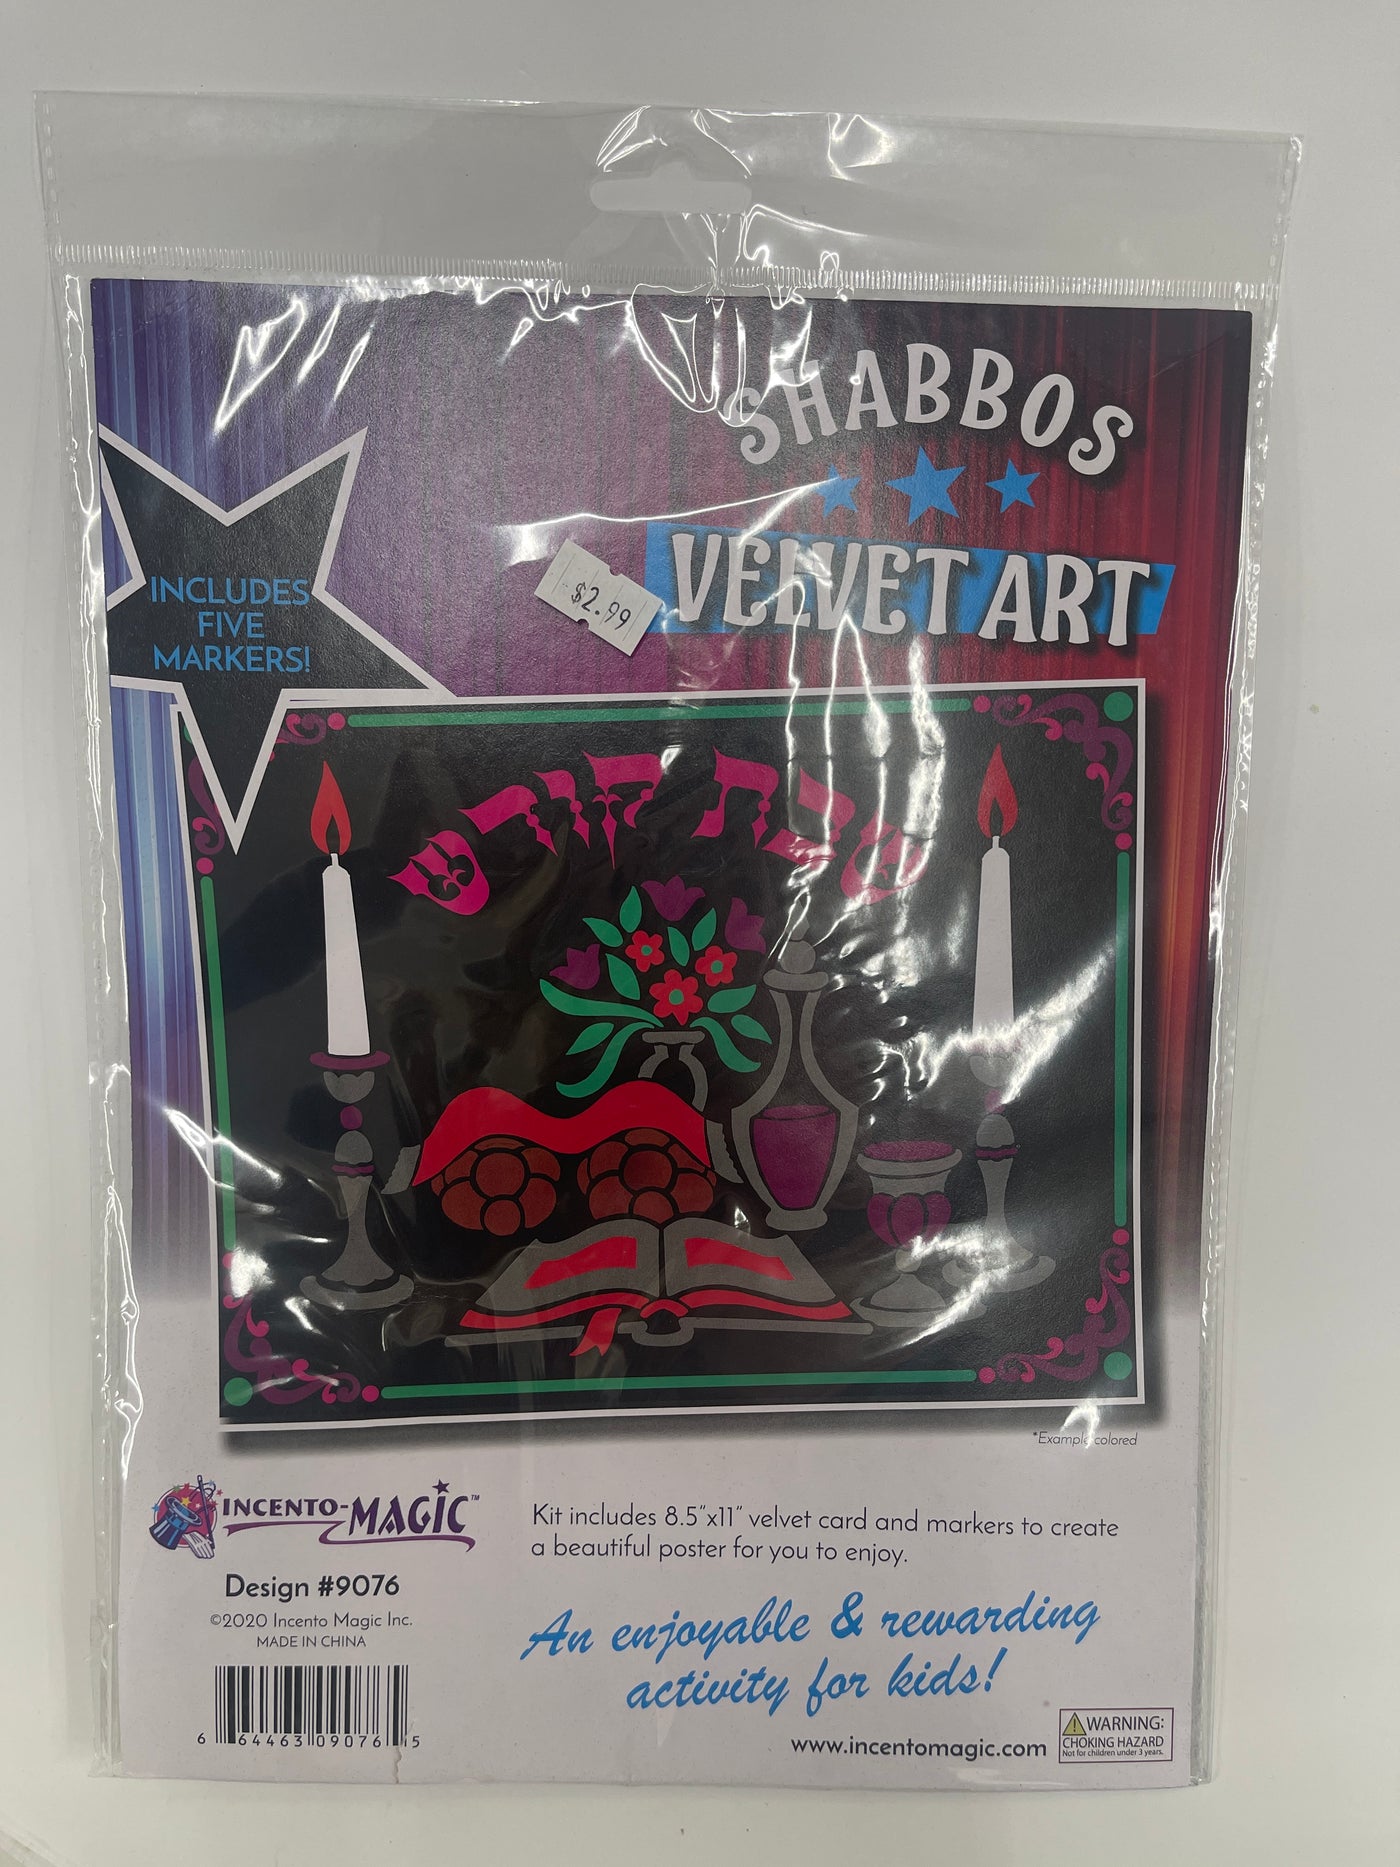 SHABBOS
VELVET ART
$2.99
INCLUDES
FIVE
MARKERS!
שבת קודש
*Example colored
INCENTO-MAGIC™
Design #9076
©2020 Incento Magic Inc.
MADE IN CHINA
6 64463 09076 5
Kit includes 8.5"x11" velvet card and markers to create
a beautiful poster for you to enjoy.
An enjoyable & rewarding
activity for kids!
www.incentomagic.com
WARNING:
CHOKING HAZARD
Not for children under 3 years.